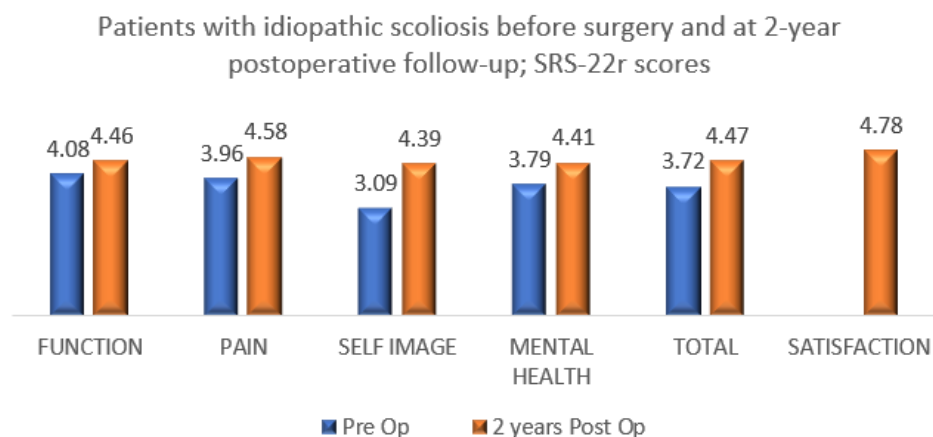 Patients with idiopathic scoliosis before surgery and at 2-year
postoperative follow-up; SRS-22r scores
4.08 4.46 3.96 4.58 3.09 4.39 3.79 4.41 3.72 4.47 4.78
FUNCTION PAIN SELF IMAGE MENTAL HEALTH TOTAL SATISFACTION
Pre Op 2 years Post Op